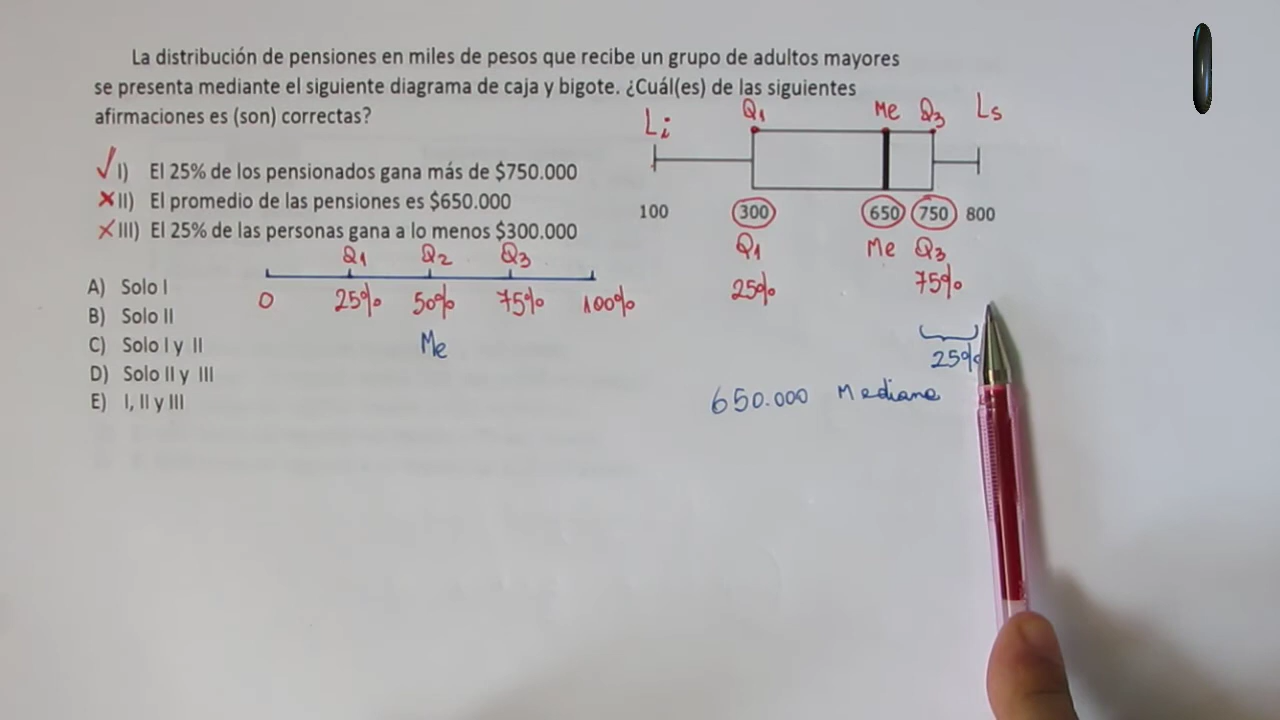 La distribución de pensiones en miles de pesos que recibe un grupo de adultos mayores
se presenta mediante el siguiente diagrama de caja y bigote. ¿Cuál(es) de las siguientes
afirmaciones es (son) correctas?
Li Q1 Me Q3 Ls
I) El 25% de los pensionados gana más de $750.000
II) El promedio de las pensiones es $650.000
III) El 25% de las personas gana a lo menos $300.000
100 300 650 750 800
Q1 Me Q3
25% 75%
Q1 Q2 Q3
0 25% 50% 75% 100%
Me
25%
650.000 Mediana
A) Solo I
B) Solo II
C) Solo I y II
D) Solo II y III
E) I, II y III